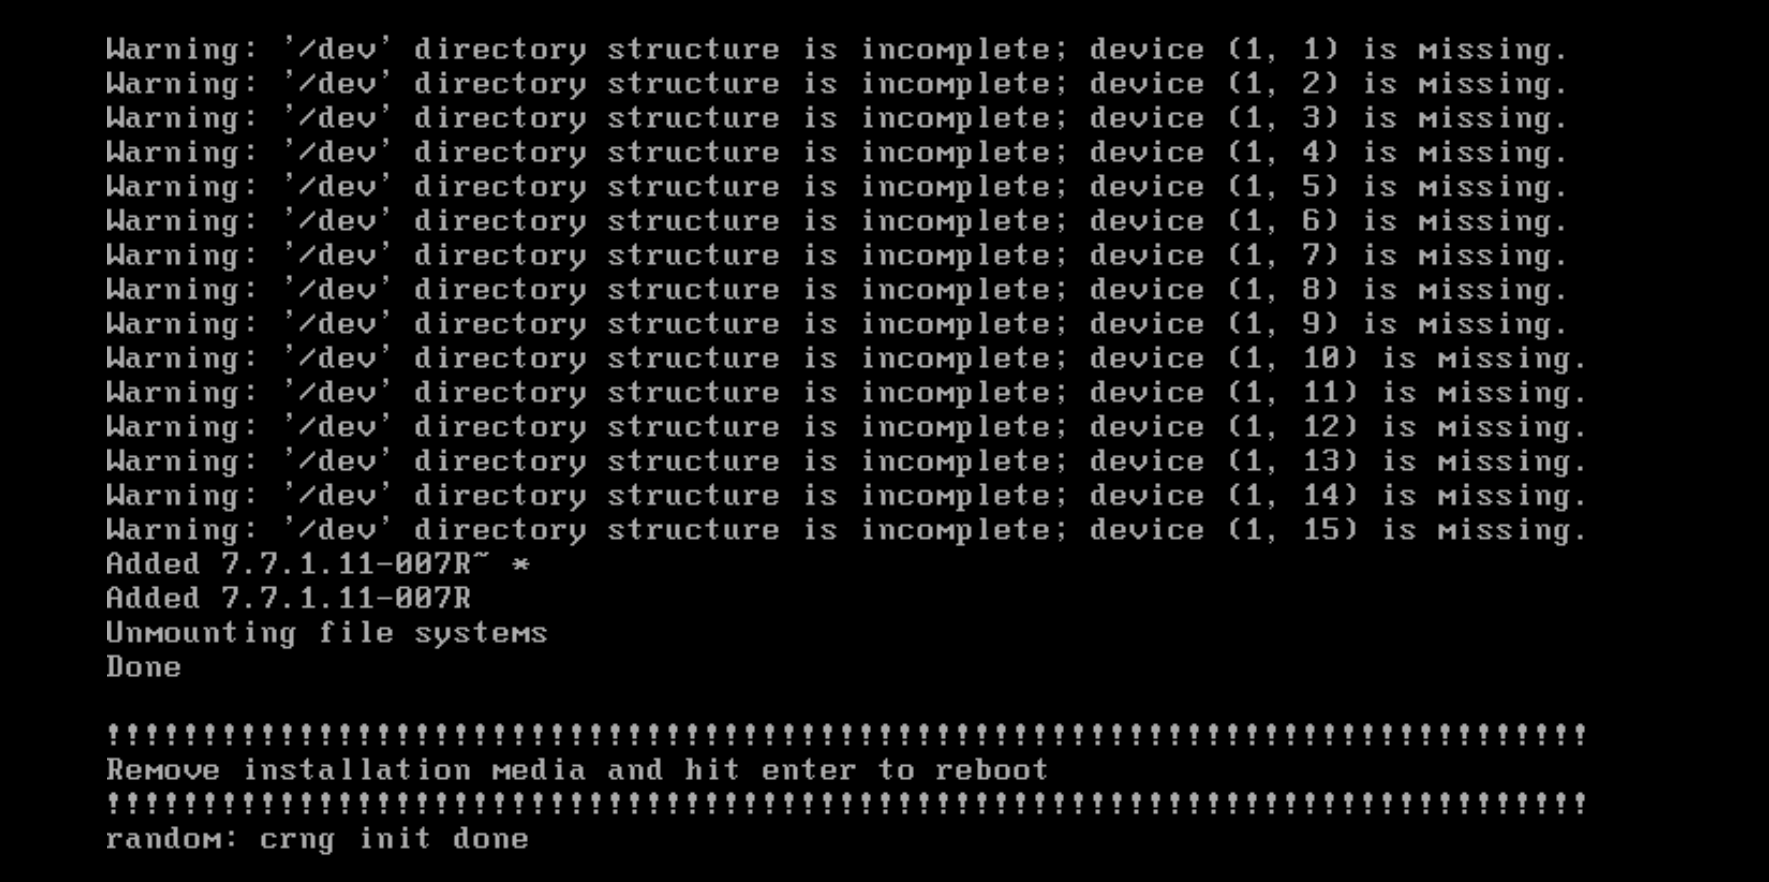 Warning: '/dev' directory structure is incomplete; device (1, 1) is missing.
Warning: '/dev' directory structure is incomplete; device (1, 2) is missing.
Warning: '/dev' directory structure is incomplete; device (1, 3) is missing.
Warning: '/dev' directory structure is incomplete; device (1, 4) is missing.
Warning: '/dev' directory structure is incomplete; device (1, 5) is missing.
Warning: '/dev' directory structure is incomplete; device (1, 6) is missing.
Warning: '/dev' directory structure is incomplete; device (1, 7) is missing.
Warning: '/dev' directory structure is incomplete; device (1, 8) is missing.
Warning: '/dev' directory structure is incomplete; device (1, 9) is missing.
Warning: '/dev' directory structure is incomplete; device (1, 10) is missing.
Warning: '/dev' directory structure is incomplete; device (1, 11) is missing.
Warning: '/dev' directory structure is incomplete; device (1, 12) is missing.
Warning: '/dev' directory structure is incomplete; device (1, 13) is missing.
Warning: '/dev' directory structure is incomplete; device (1, 14) is missing.
Warning: '/dev' directory structure is incomplete; device (1, 15) is missing.
Added 7.7.1.11-007R~ *
Added 7.7.1.11-007R
Unmounting file systems
Done
!!!!!!!!!!!!!!!!!!!!!!!!!!!!!!!!!!!!!!!!!!!!!!!!!!!!!!!!!!!!!!!!!!!!!!!!!!!!!
Remove installation media and hit enter to reboot
!!!!!!!!!!!!!!!!!!!!!!!!!!!!!!!!!!!!!!!!!!!!!!!!!!!!!!!!!!!!!!!!!!!!!!!!!!!!!
random: crng init done